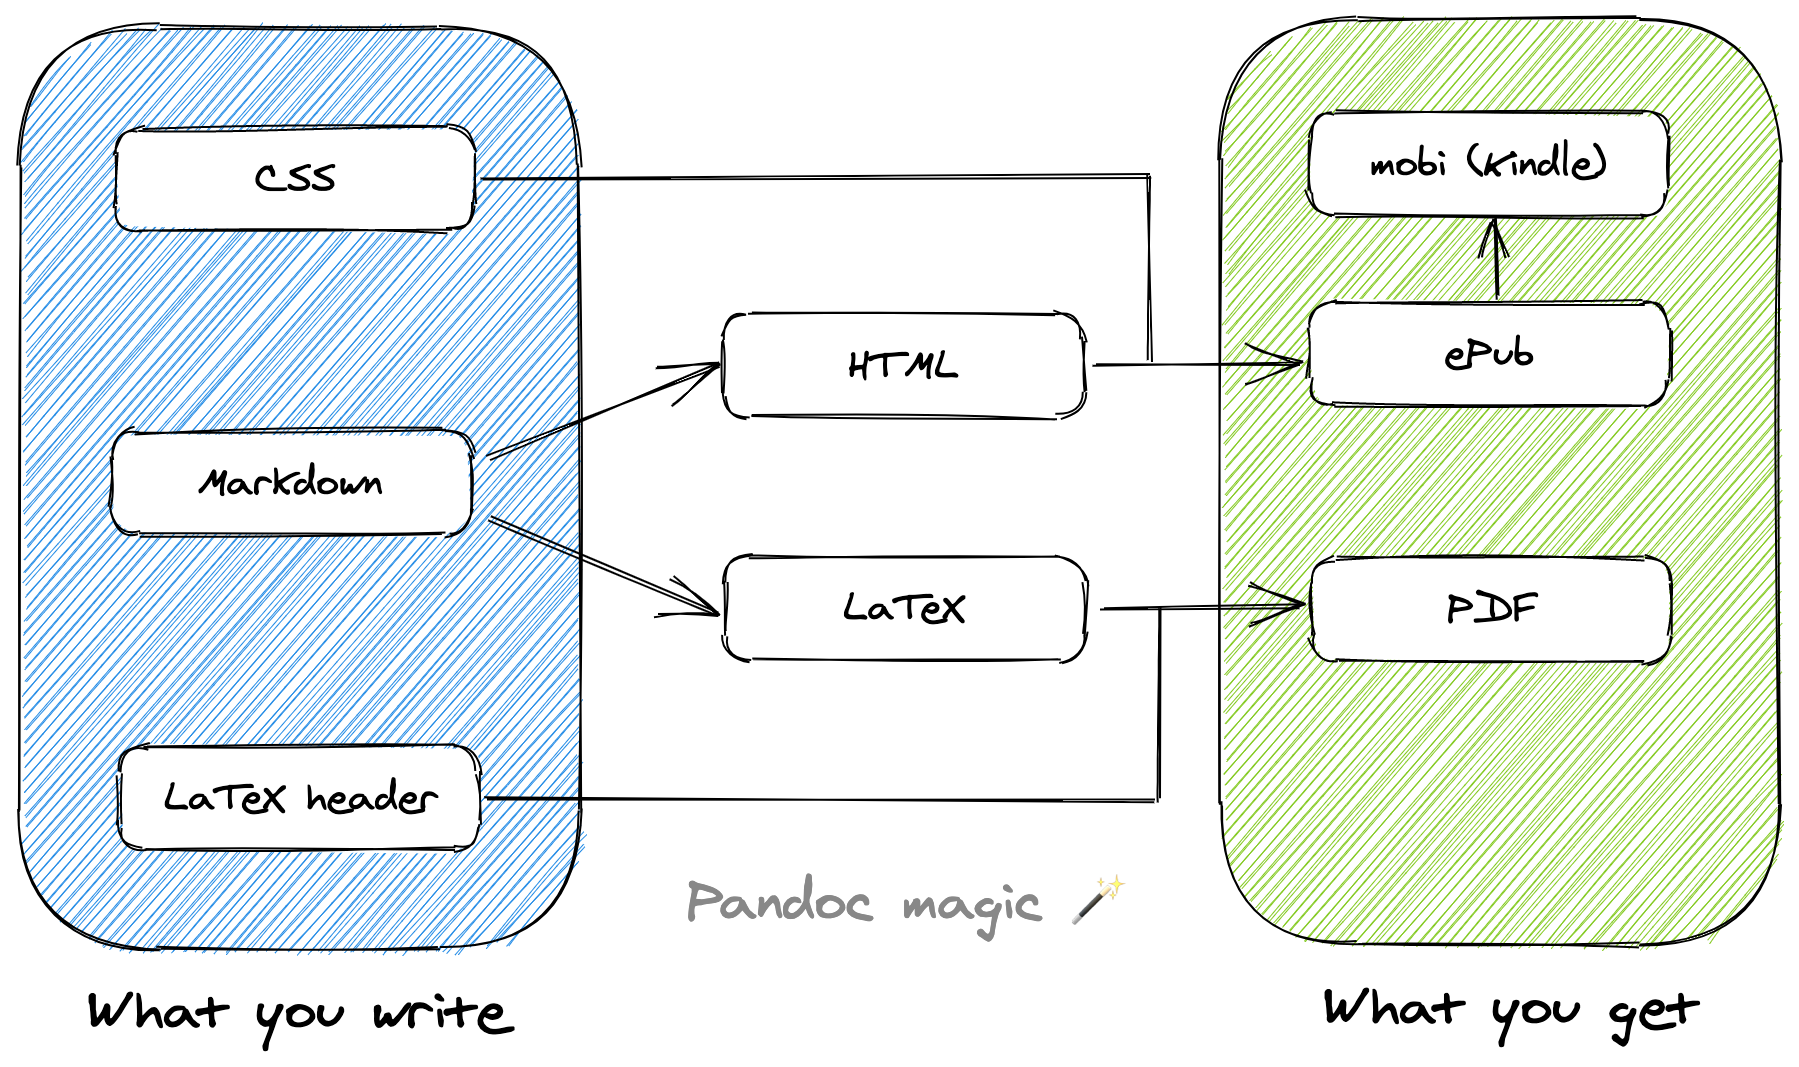 CSS
mobi (Kindle)
HTML
ePub
Markdown
LaTeX
PDF
LaTeX header
Pandoc magic
What you write
What you get